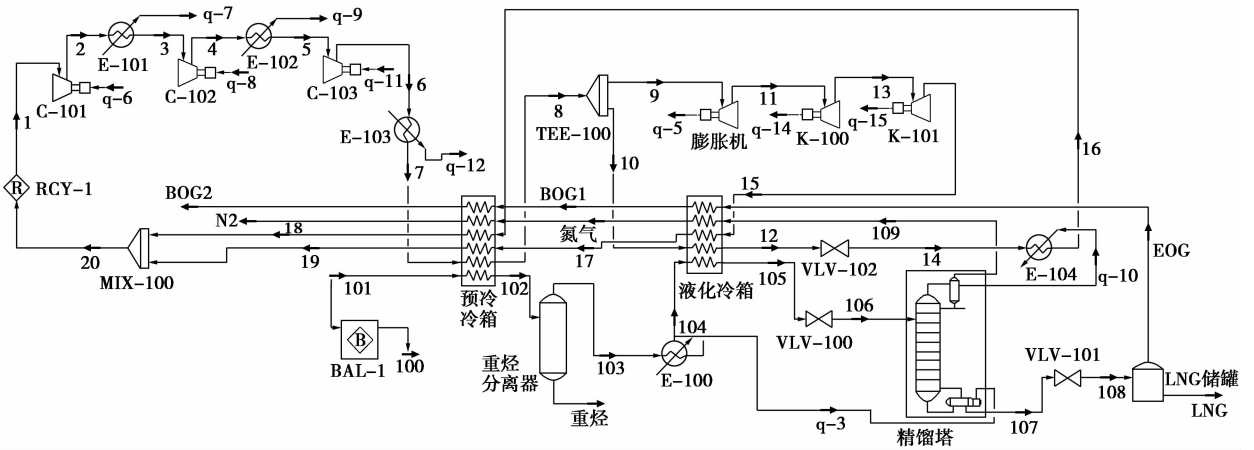 q-7
q-9
2
3
4
5
E-101
E-102
q-8
q-11
6
C-101
q-6
C-102
C-103
1
E-103
q-12
7
8
TEE-100
9
10
q-5
膨胀机
11
q-14
K-100
13
q-15
K-101
15
16
RCY-1
R
BOG2
BOG1
N2
氮气
109
18
17
12
VLV-102
14
E-104
q-10
EOG
20
MIX-100
19
101
102
预冷
冷箱
液化冷箱
105
106
VLV-100
B
BAL-1
100
重烃
分离器
103
104
E-100
重烃
q-3
精馏塔
107
VLV-101
108
LNG储罐
LNG